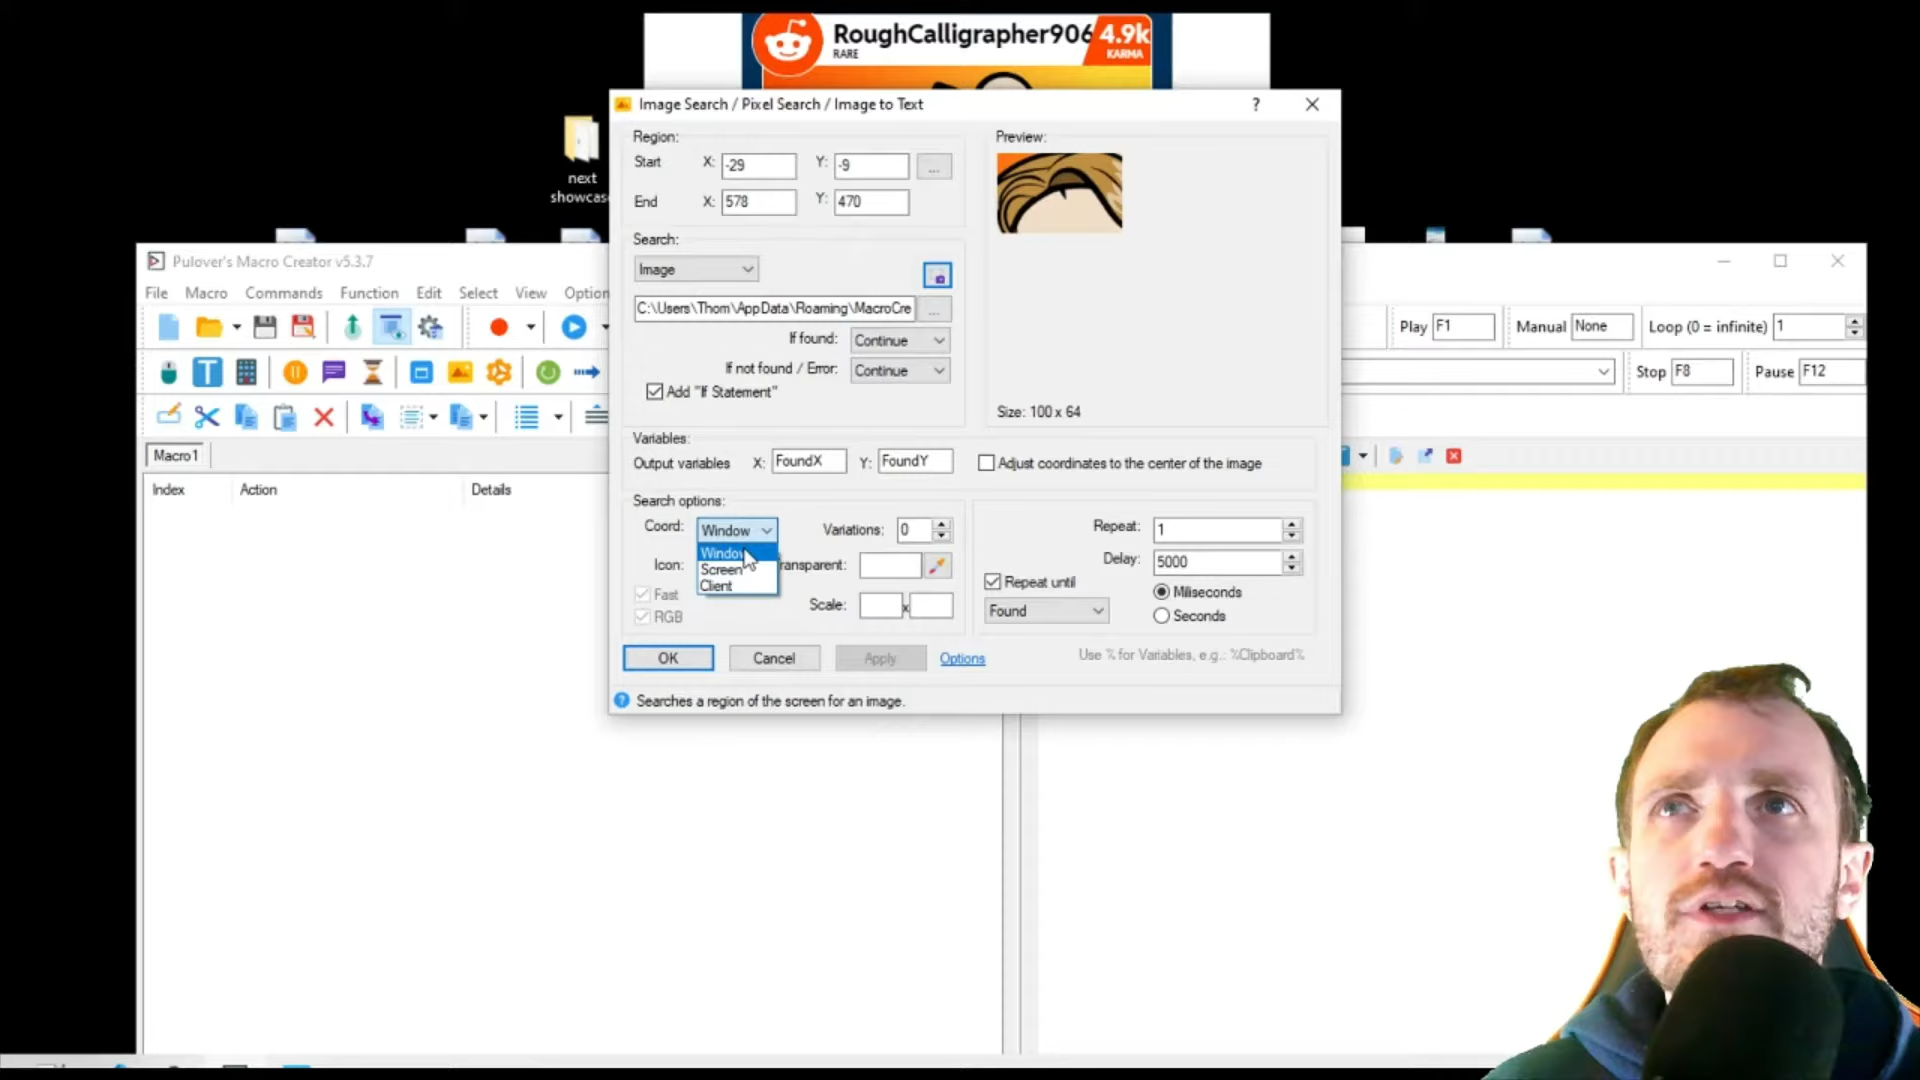 RoughCalligrapher906
RARE
4.9k
KARMA
next
showcas
Image Search / Pixel Search / Image to Text
?
Region:
Preview:
Start X: -29 Y: -9 ...
End X: 578 Y: 470
Search:
Image
C:\Users\Thom\AppData\Roaming\MacroCre ...
If found: Continue
If not found / Error: Continue
Add "If Statement"
Size: 100 x 64
Variables:
Output variables X: FoundX Y: FoundY Adjust coordinates to the center of the image
Search options:
Coord: Window Variations: 0 Repeat: 1
Window
Screen
Client
Icon: ransparent: Delay: 5000
Repeat until
Miliseconds
Fast
RGB
Scale: x
Found
Seconds
OK Cancel Apply Options
Use % for Variables, e.g.: %Clipboard%
Searches a region of the screen for an image.
Pulover's Macro Creator v5.3.7
File Macro Commands Function Edit Select View Option
Play F1 Manual None Loop (0 = infinite) 1
Stop F8 Pause F12
Macro1
Index Action Details